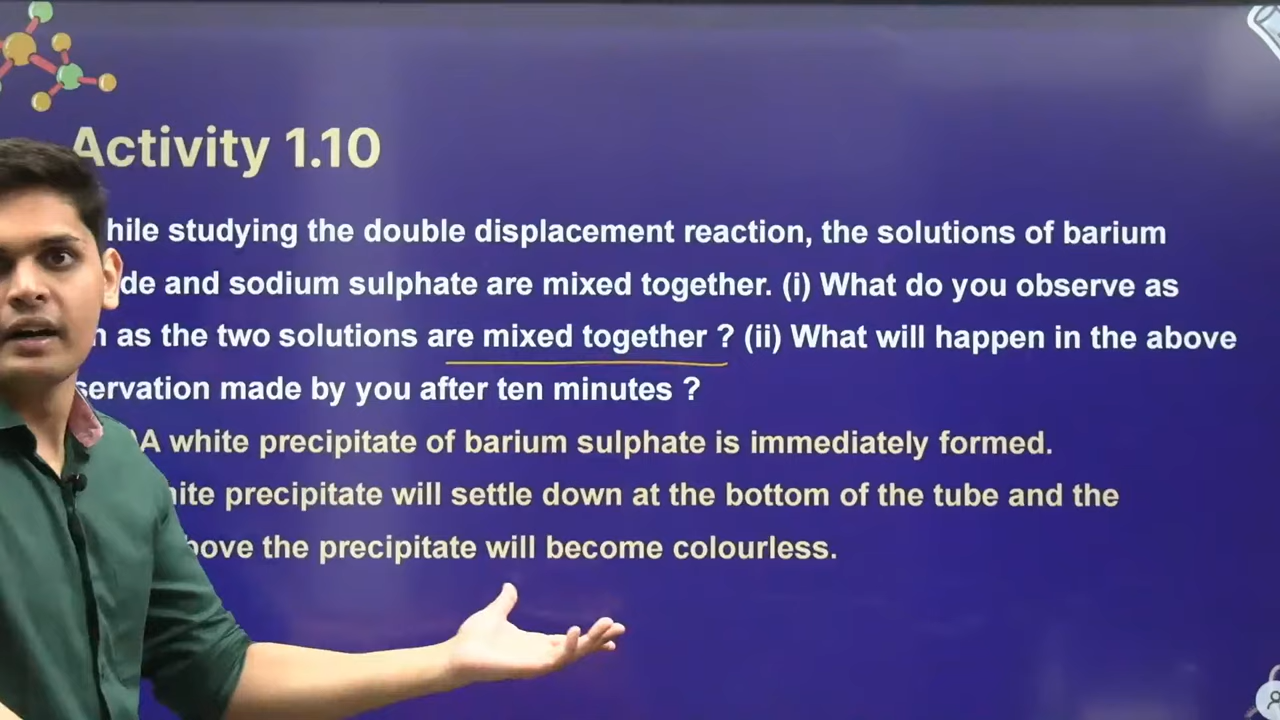 Activity 1.10
hile studying the double displacement reaction, the solutions of barium
de and sodium sulphate are mixed together. (i) What do you observe as
n as the two solutions are mixed together ? (ii) What will happen in the above
servation made by you after ten minutes ?
A white precipitate of barium sulphate is immediately formed.
ite precipitate will settle down at the bottom of the tube and the
bove the precipitate will become colourless.